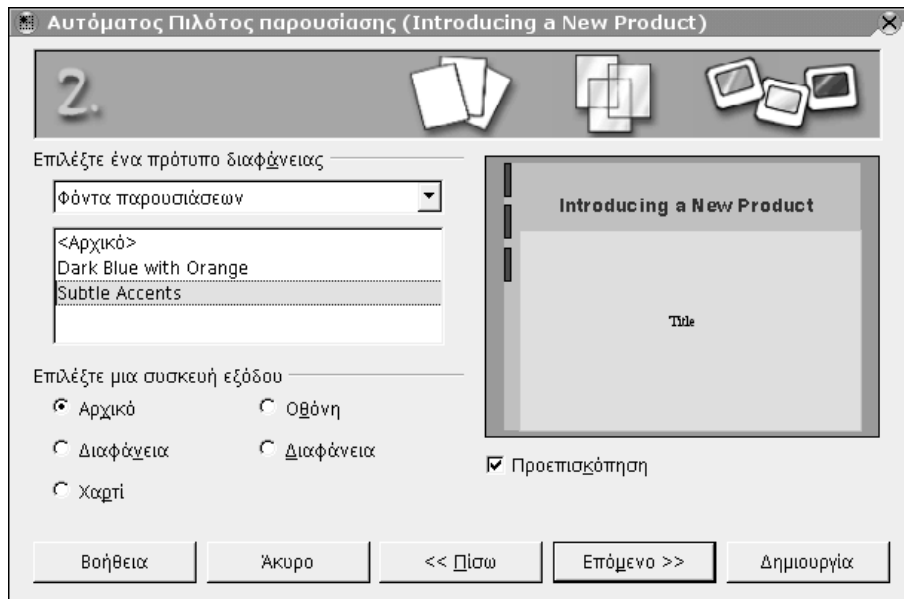 Αυτόματος Πιλότος παρουσίασης (Introducing a New Product)
2.
Επιλέξτε ένα πρότυπο διαφάνειας
Φόντα παρουσιάσεων
<Αρχικό>
Dark Blue with Orange
Subtle Accents
Introducing a New Product
Title
Επιλέξτε μια συσκευή εξόδου
Αρχικό
Οθόνη
Διαφάνεια
Διαφάνεια
Χαρτί
Προεπισκόπηση
Βοήθεια
Άκυρο
<< Πίσω
Επόμενο >>
Δημιουργία